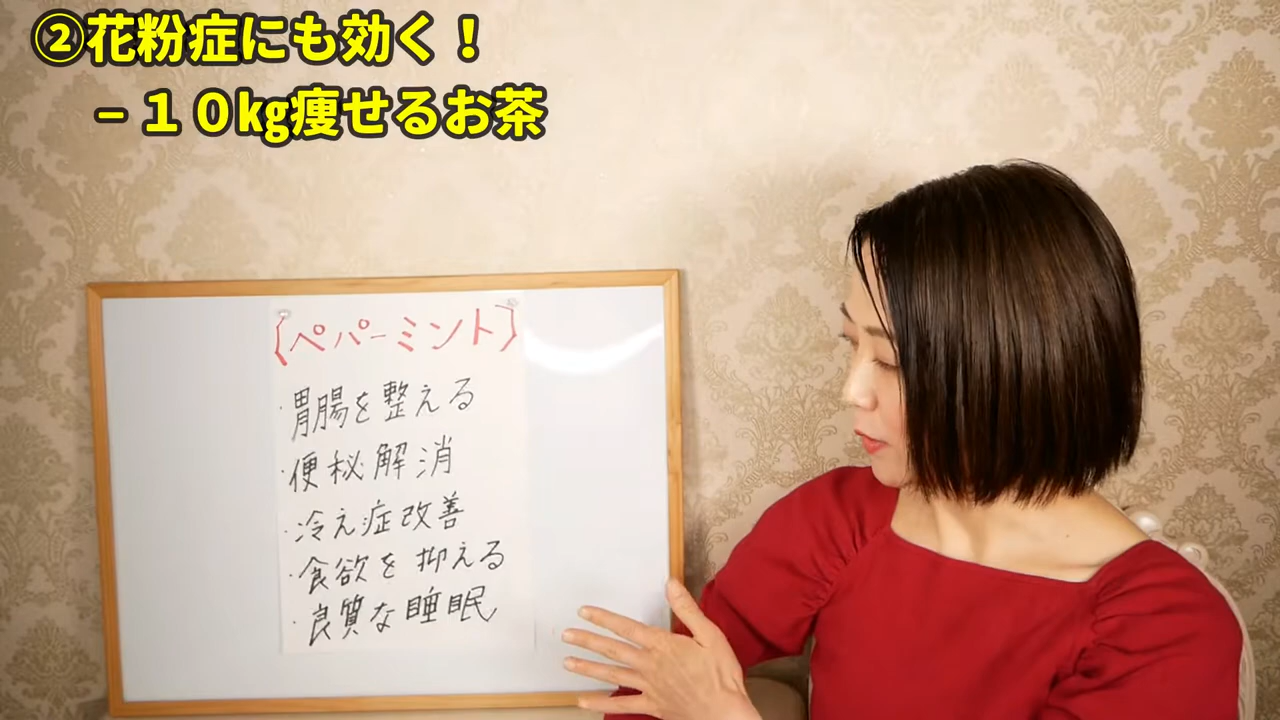 ②花粉症にも効く！
－１０㎏痩せるお茶
〔ペパーミント〕
・胃腸を整える
・便秘解消
・冷え症改善
・食欲を抑える
・良質な睡眠